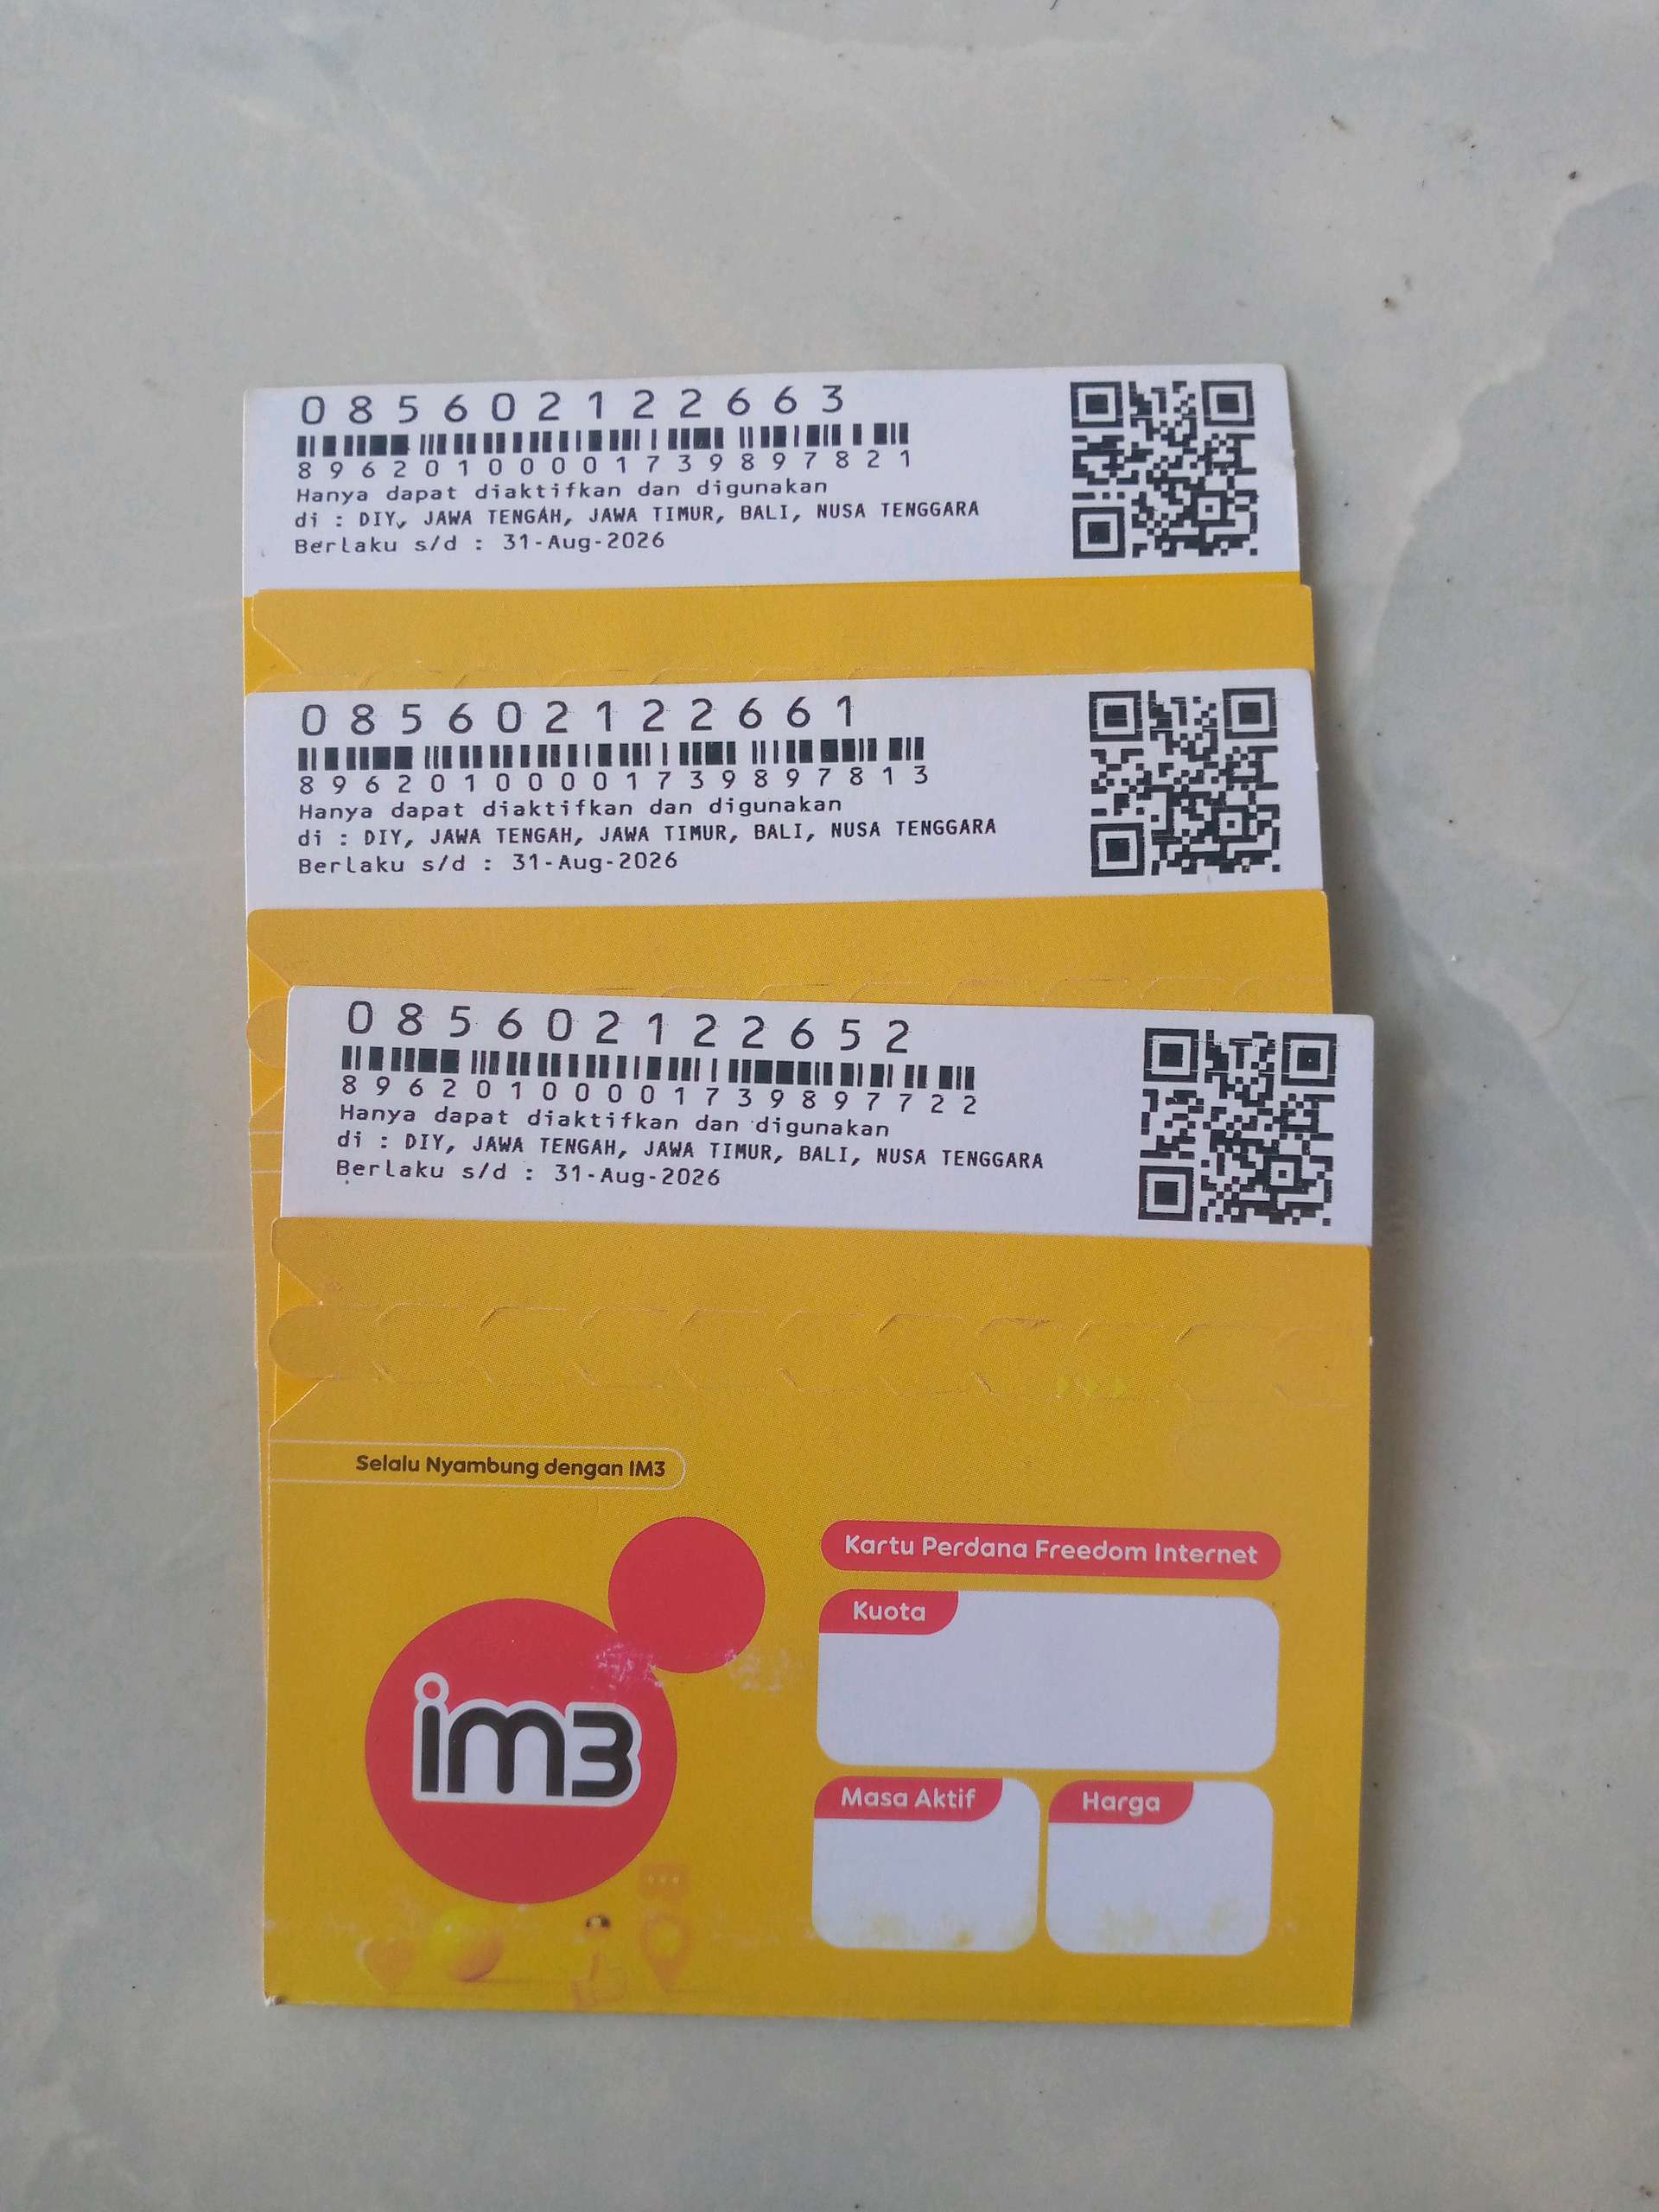 085602122663
8962010000173989782 1
Hanya dapat diaktifkan dan digunakan
di : DIY, JAWA TENGAH, JAWA TIMUR, BALI, NUSA TENGGARA
Berlaku s/d : 31-Aug-2026
085602122661
8962010000173989781 3
Hanya dapat diaktifkan dan digunakan
di : DIY, JAWA TENGAH, JAWA TIMUR, BALI, NUSA TENGGARA
Berlaku s/d : 31-Aug-2026
085602122652
8962010000173989772 2
Hanya dapat diaktifkan dan digunakan
di : DIY, JAWA TENGAH, JAWA TIMUR, BALI, NUSA TENGGARA
Berlaku s/d : 31-Aug-2026
Selalu Nyambung dengan IM3
Kartu Perdana Freedom Internet
Kuota
im3
Masa Aktif
Harga